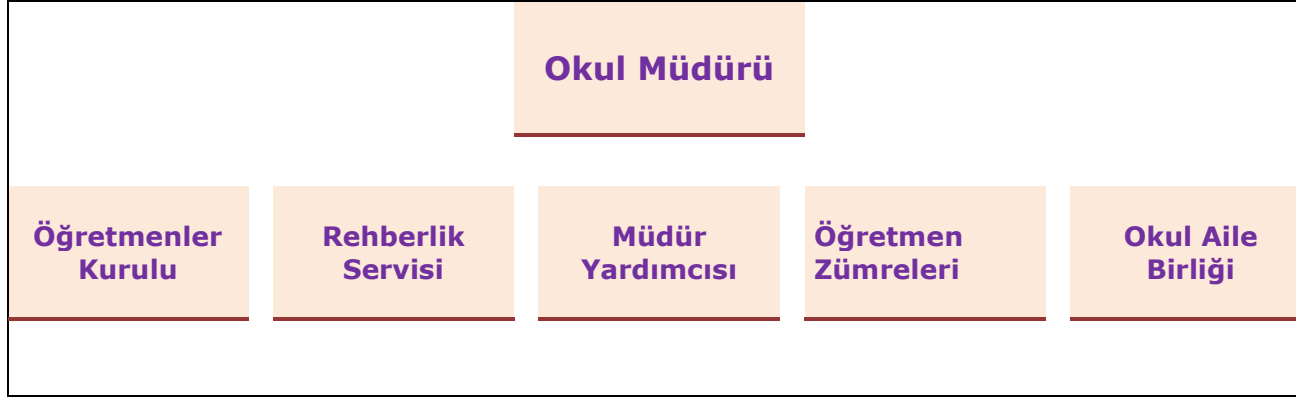 Okul Müdürü
Öğretmenler
Kurulu
Rehberlik
Servisi
Müdür
Yardımcısı
Öğretmen
Zümreleri
Okul Aile
Birliği